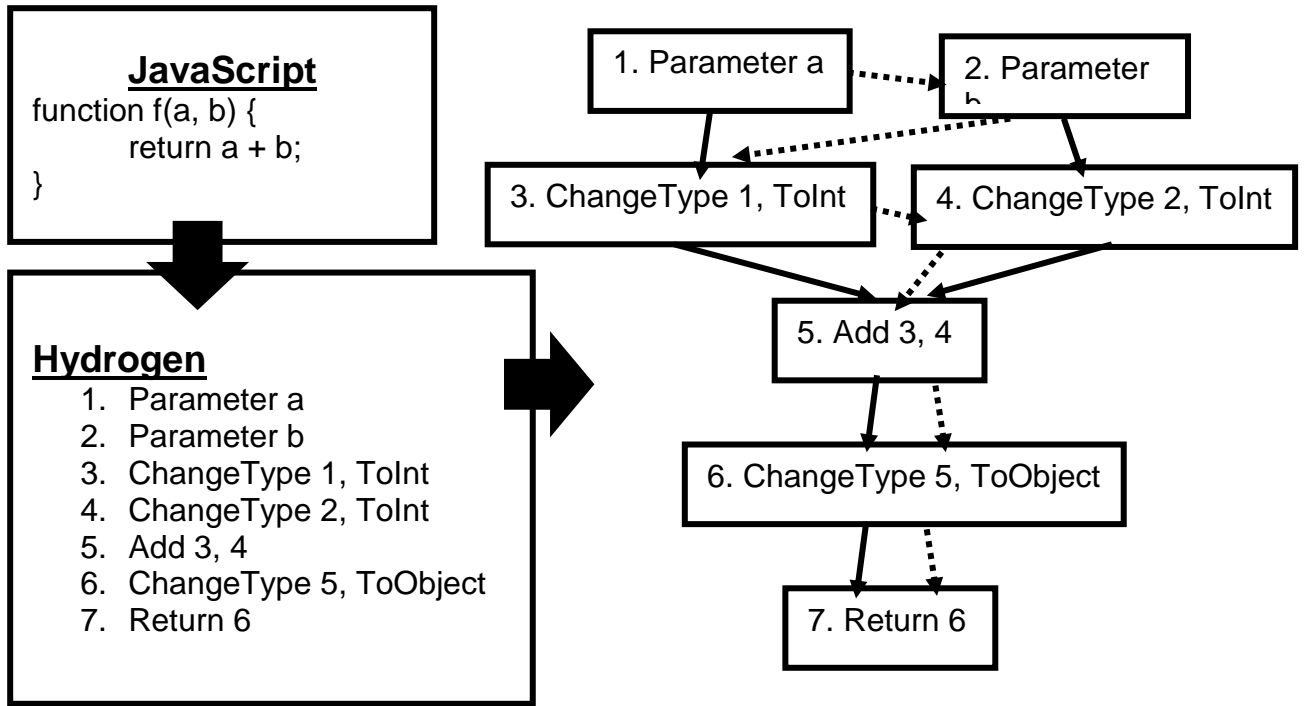 JavaScript
function f(a, b) {
return a + b;
}
Hydrogen
1. Parameter a
2. Parameter b
3. ChangeType 1, ToInt
4. ChangeType 2, ToInt
5. Add 3, 4
6. ChangeType 5, ToObject
7. Return 6
1. Parameter a
2. Parameter
b
3. ChangeType 1, ToInt
4. ChangeType 2, ToInt
5. Add 3, 4
6. ChangeType 5, ToObject
7. Return 6